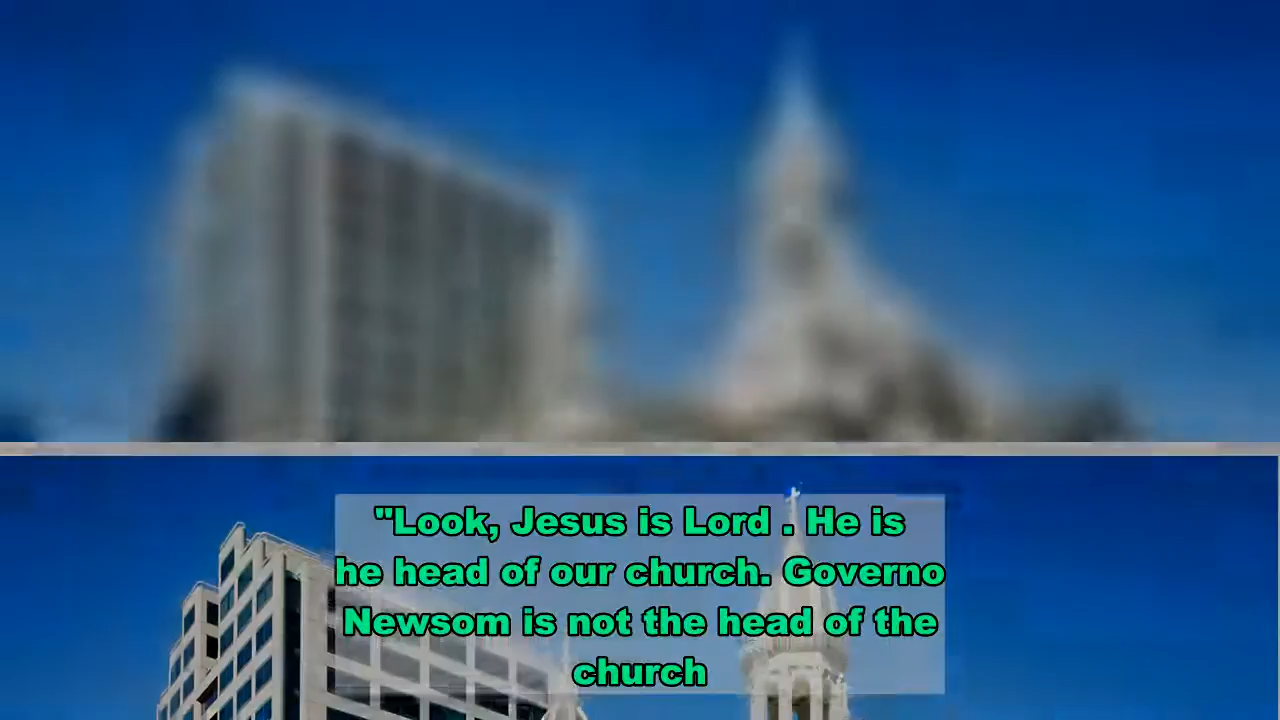 "Look, Jesus is Lord . He is
he head of our church. Governo
Newsom is not the head of the
church